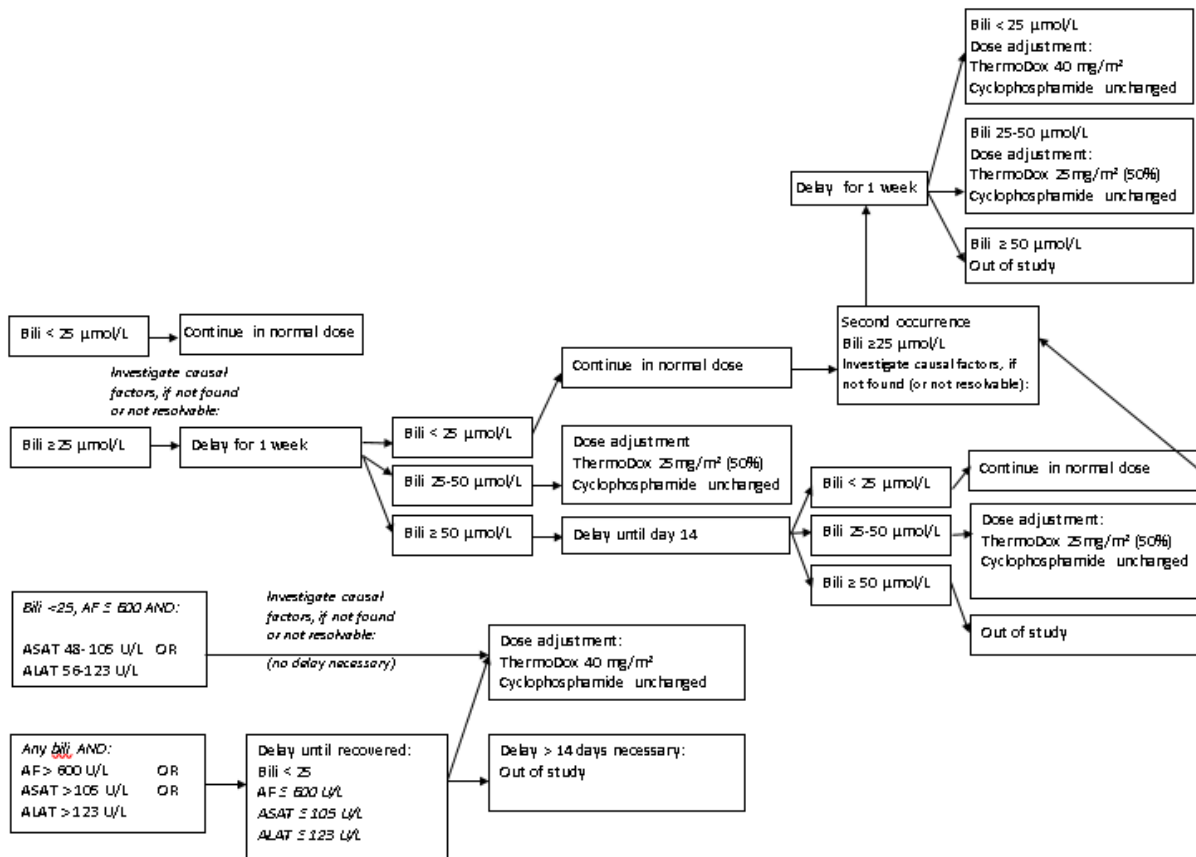 Bili < 25 µmol/L
Dose adjustment:
ThermoDox 40 mg/m²
Cyclophosphamide unchanged
Bili 25-50 µmol/L
Dose adjustment:
ThermoDox 25mg/m² (50%)
Cyclophosphamide unchanged
Delay for 1 week
Bili ≥ 50 µmol/L
Out of study
Bili < 25 µmol/L
Continue in normal dose
Second occurrence
Bili ≥25 µmol/L
Investigate causal factors, if
not found (or not resolvable):
Investigate causal
factors, if not found
or not resolvable:
Continue in normal dose
Bili ≥25 µmol/L
Delay for 1 week
Bili < 25 µmol/L
Bili 25-50 µmol/L
Bili ≥ 50 µmol/L
Dose adjustment
ThermoDox 25mg/m² (50%)
Cyclophosphamide unchanged
Delay until day 14
Bili < 25 µmol/L
Bili 25-50 µmol/L
Bili ≥ 50 µmol/L
Continue in normal dose
Dose adjustment:
ThermoDox 25mg/m² (50%)
Cyclophosphamide unchanged
Out of study
Bili <25, AF ≤ 600 AND:
ASAT 48-105 U/L OR
ALAT 56-123 U/L
Investigate causal
factors, if not found
or not resolvable:
(no delay necessary)
Dose adjustment:
ThermoDox 40 mg/m²
Cyclophosphamide unchanged
Any bili AND:
AF > 600 U/L OR
ASAT >105 U/L OR
ALAT >123 U/L
Delay until recovered:
Bili < 25
AF ≤ 600 U/L
ASAT ≤ 105 U/L
ALAT ≤ 123 U/L
Delay > 14 days necessary:
Out of study